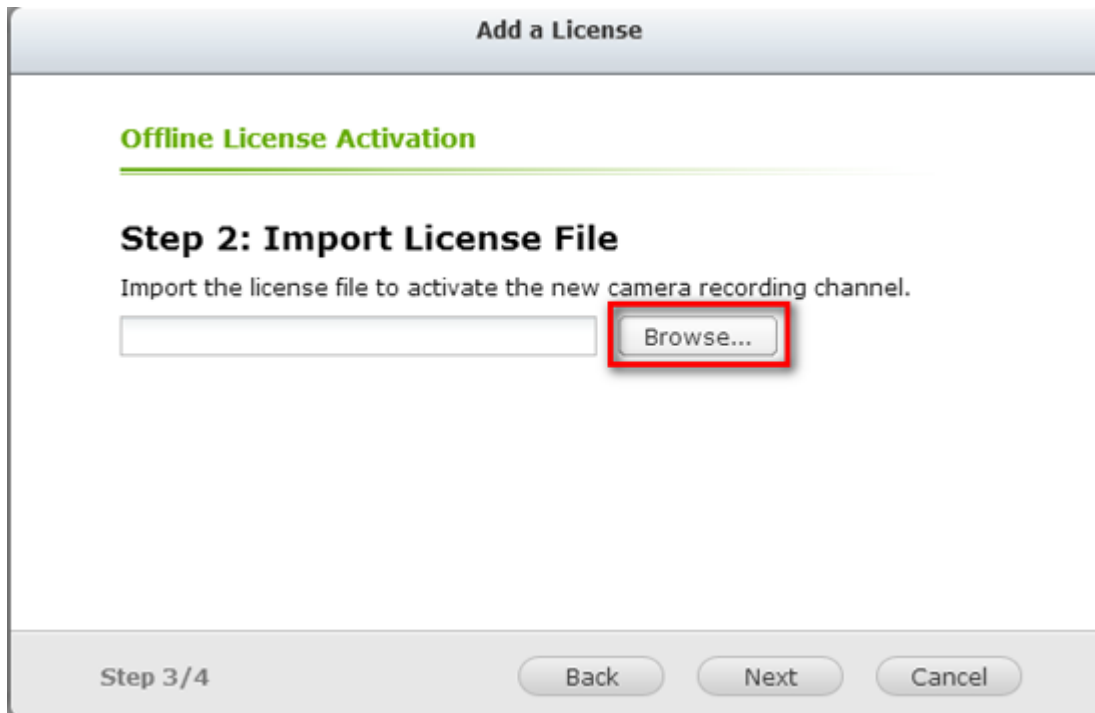 Add a License
Offline License Activation
Step 2: Import License File
Import the license file to activate the new camera recording channel.
Browse...
Step 3/4
Back
Next
Cancel